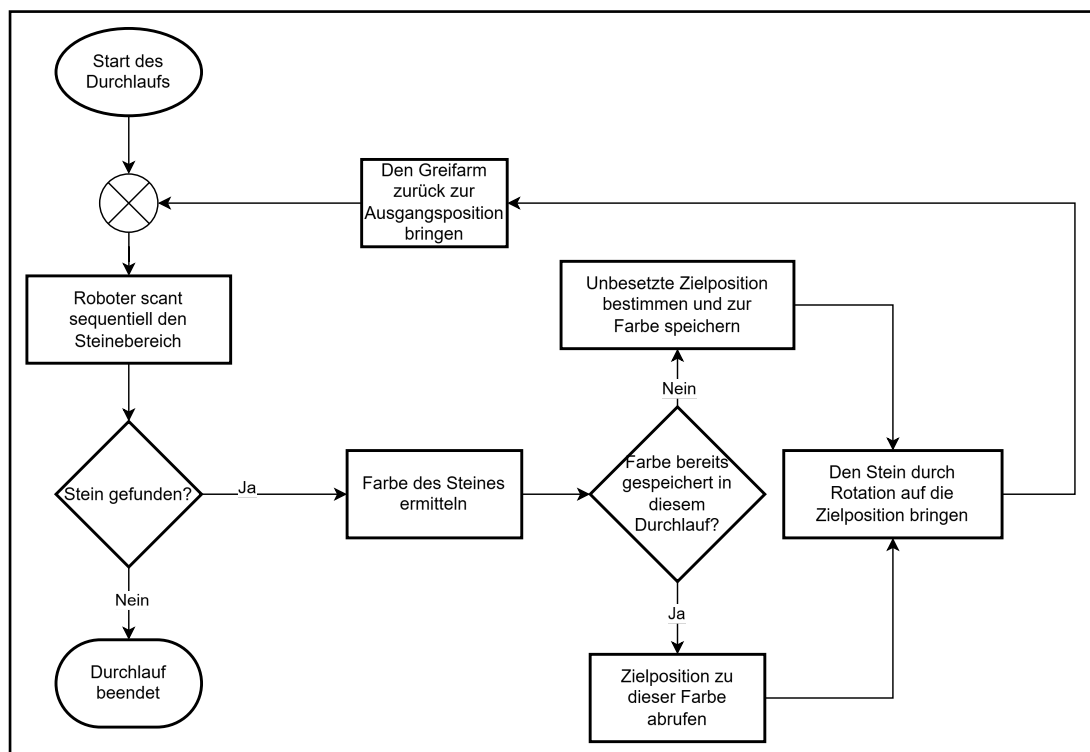 Start des
Durchlaufs
Den Greifarm
zurück zur
Ausgangsposition
bringen
Roboter scant
sequentiell den
Steinebereich
Unbesetzte Zielposition
bestimmen und zur
Farbe speichern
Nein
Stein gefunden?
Ja
Farbe des Steines
ermitteln
Farbe bereits
gespeichert in
diesem
Durchlauf?
Den Stein durch
Rotation auf die
Zielposition bringen
Nein
Ja
Durchlauf
beendet
Zielposition zu
dieser Farbe
abrufen